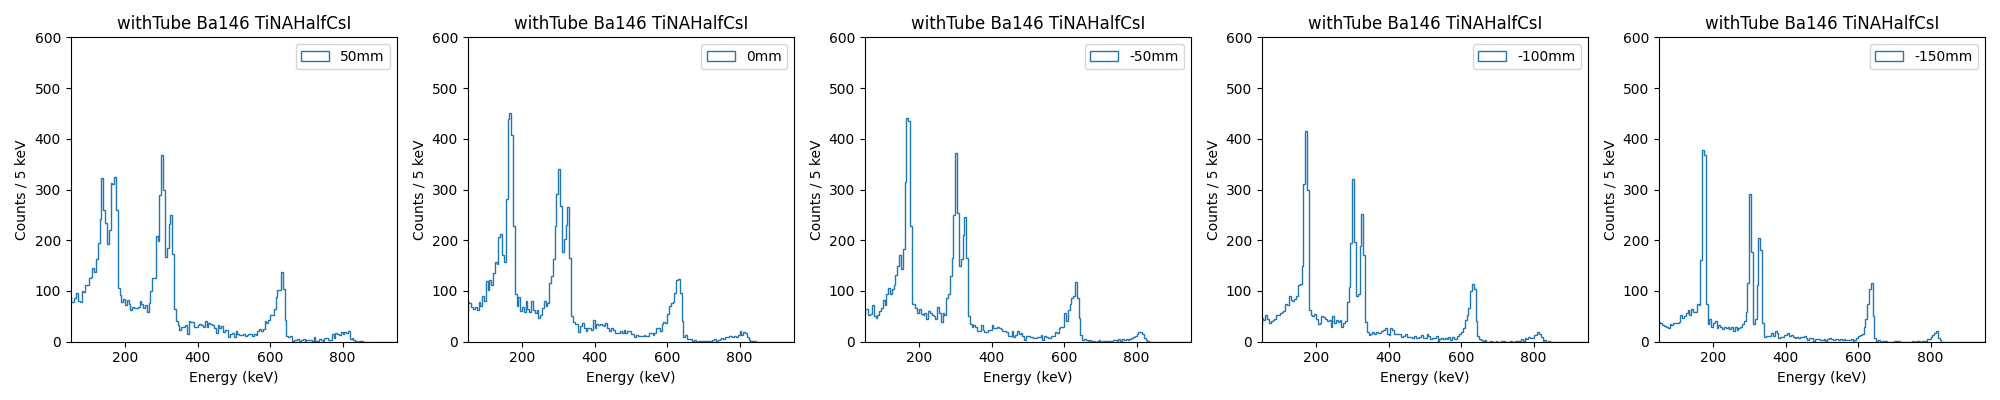 withTube Ba146 TiNAHalfCsI
50mm
600
500
400
300
200
100
0
Counts / 5 keV
200 400 600 800
Energy (keV)
withTube Ba146 TiNAHalfCsI
0mm
600
500
400
300
200
100
0
Counts / 5 keV
200 400 600 800
Energy (keV)
withTube Ba146 TiNAHalfCsI
-50mm
600
500
400
300
200
100
0
Counts / 5 keV
200 400 600 800
Energy (keV)
withTube Ba146 TiNAHalfCsI
-100mm
600
500
400
300
200
100
0
Counts / 5 keV
200 400 600 800
Energy (keV)
withTube Ba146 TiNAHalfCsI
-150mm
600
500
400
300
200
100
0
Counts / 5 keV
200 400 600 800
Energy (keV)